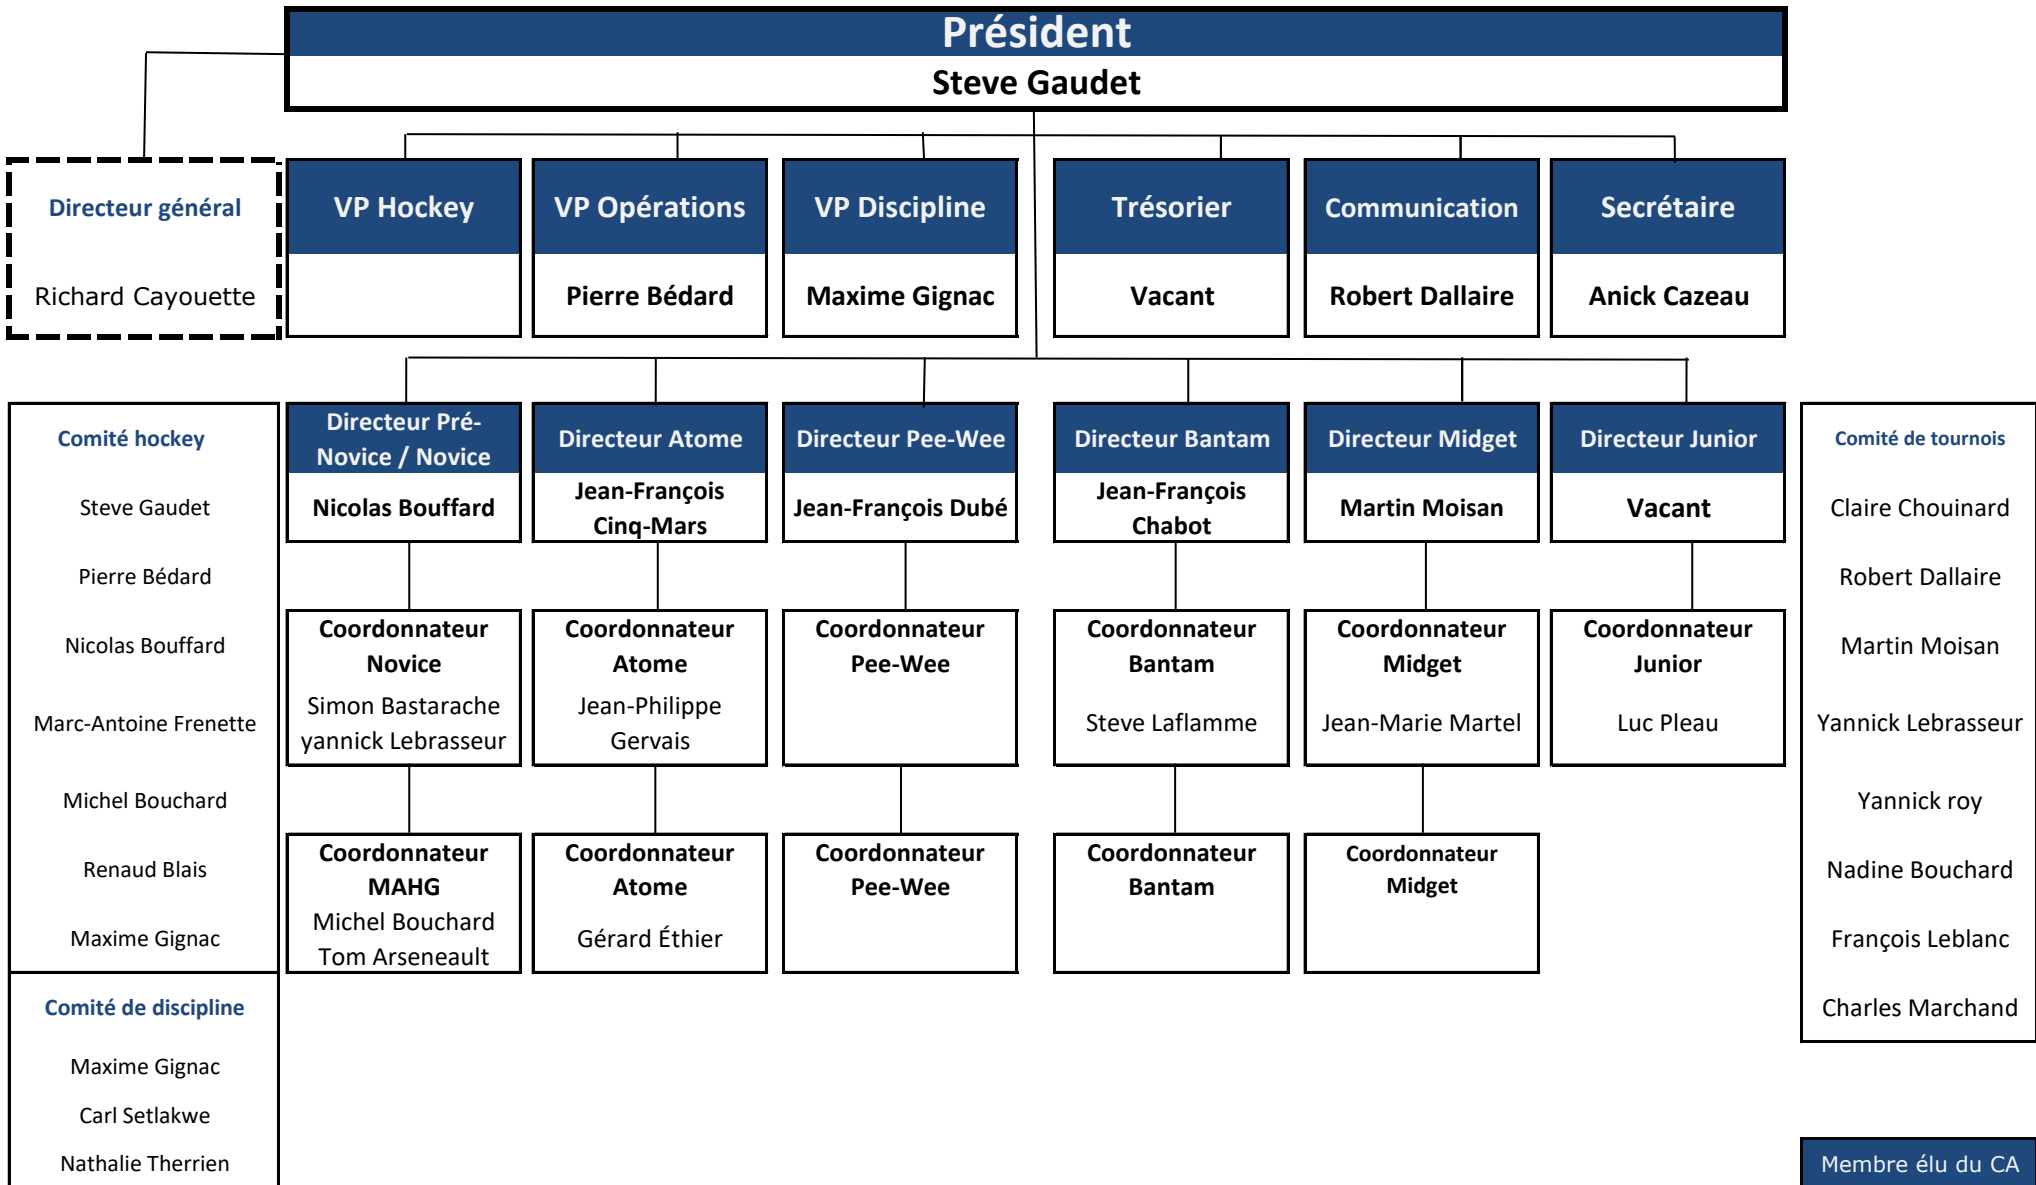 Président
Steve Gaudet
Directeur général
Richard Cayouette
VP Hockey
VP Opérations
Pierre Bédard
VP Discipline
Maxime Gignac
Trésorier
Vacant
Communication
Robert Dallaire
Secrétaire
Anick Cazeau
Comité hockey
Steve Gaudet
Pierre Bédard
Nicolas Bouffard
Marc-Antoine Frenette
Michel Bouchard
Renaud Blais
Maxime Gignac
Comité de discipline
Maxime Gignac
Carl Setlakwe
Nathalie Therrien
Directeur Pré-
Novice / Novice
Nicolas Bouffard
Coordonnateur
Novice
Simon Bastarache
yannick Lebrasseur
Coordonnateur
MAHG
Michel Bouchard
Tom Arseneault
Directeur Atome
Jean-François
Cinq-Mars
Coordonnateur
Atome
Jean-Philippe
Gervais
Coordonnateur
Atome
Gérard Éthier
Directeur Pee-Wee
Jean-François Dubé
Coordonnateur
Pee-Wee
Coordonnateur
Pee-Wee
Directeur Bantam
Jean-François
Chabot
Coordonnateur
Bantam
Steve Laflamme
Coordonnateur
Bantam
Directeur Midget
Martin Moisan
Coordonnateur
Midget
Jean-Marie Martel
Coordonnateur
Midget
Directeur Junior
Vacant
Coordonnateur
Junior
Luc Pleau
Comité de tournois
Claire Chouinard
Robert Dallaire
Martin Moisan
Yannick Lebrasseur
Yannick roy
Nadine Bouchard
François Leblanc
Charles Marchand
Membre élu du CA